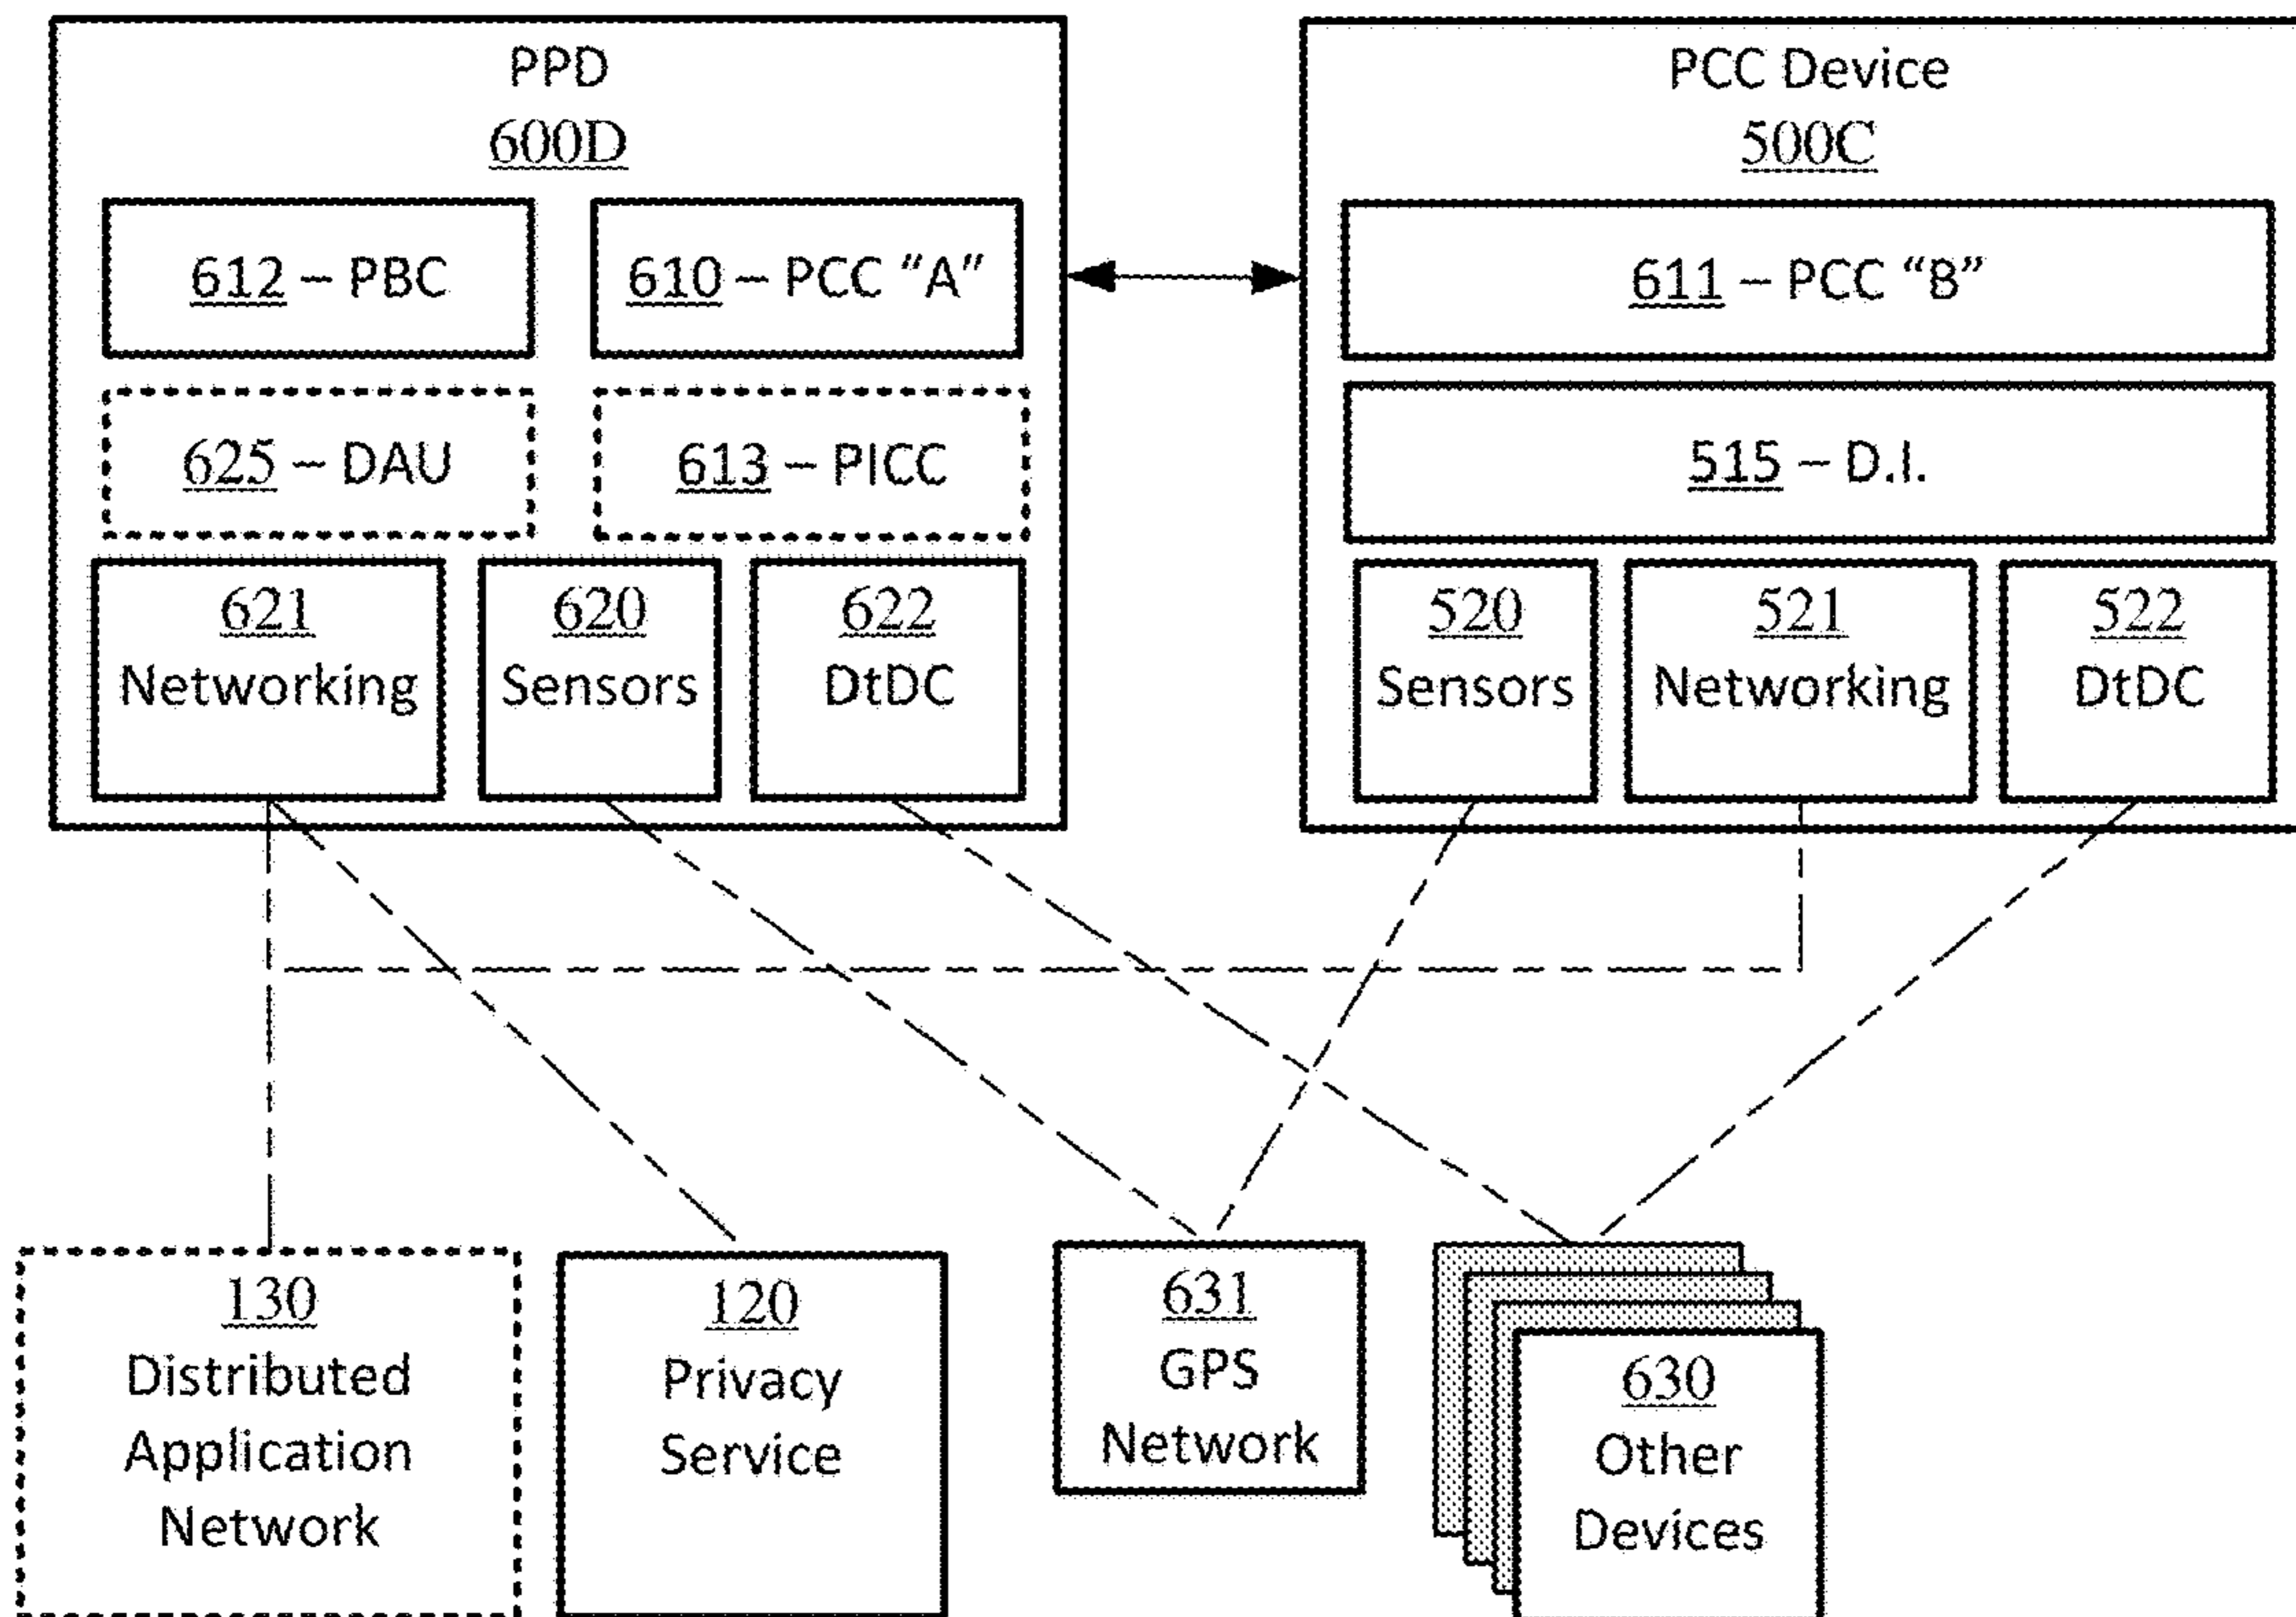 PPD
600D
612 – PBC
610 – PCC “A”
625 – DAU
613 – PICC
621
Networking
620
Sensors
622
DtDC
PCC Device
500C
611 – PCC “B”
515 – D.I.
520
Sensors
521
Networking
522
DtDC
130
Distributed
Application
Network
120
Privacy
Service
631
GPS
Network
630
Other
Devices